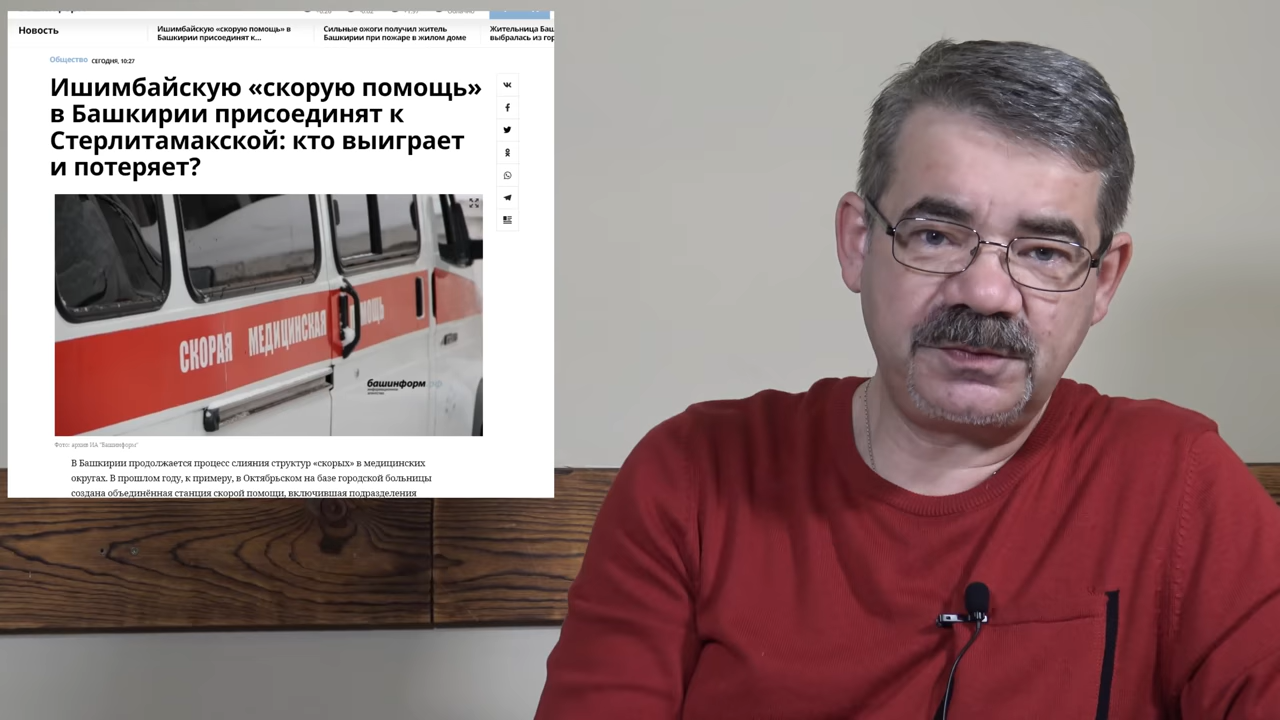 Новость
Ишимбайскую «скорую помощь» в
Башкирии присоединят к...
Сильные ожоги получил житель
Башкирии при пожаре в жилом доме
Жительница Баш
выбралась из гор
Общество СЕГОДНЯ, 10:27
Ишимбайскую «скорую помощь»
в Башкирии присоединят к
Стерлитамакской: кто выиграет
и потеряет?
СКОРАЯ МЕДИЦИНСКАЯ ПОМОЩЬ
башинформ.рф
Фото: архив ИА "Башинформ"
В Башкирии продолжается процесс слияния структур «скорых» в медицинских
округах. В прошлом году, к примеру, в Октябрьском на базе городской больницы
создана объединённая станция скорой помощи, включившая подразделения